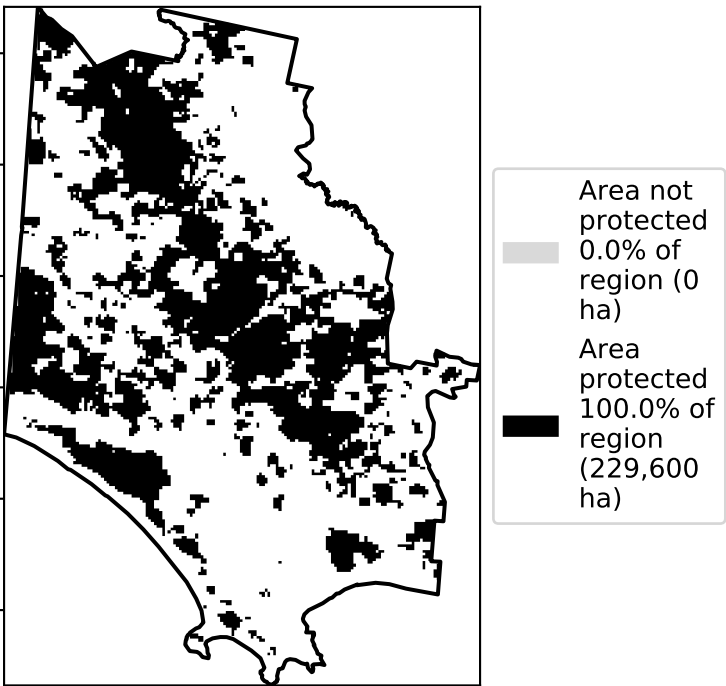 Area not
protected
0.0% of
region (0
ha)
Area
protected
100.0% of
region
(229,600
ha)